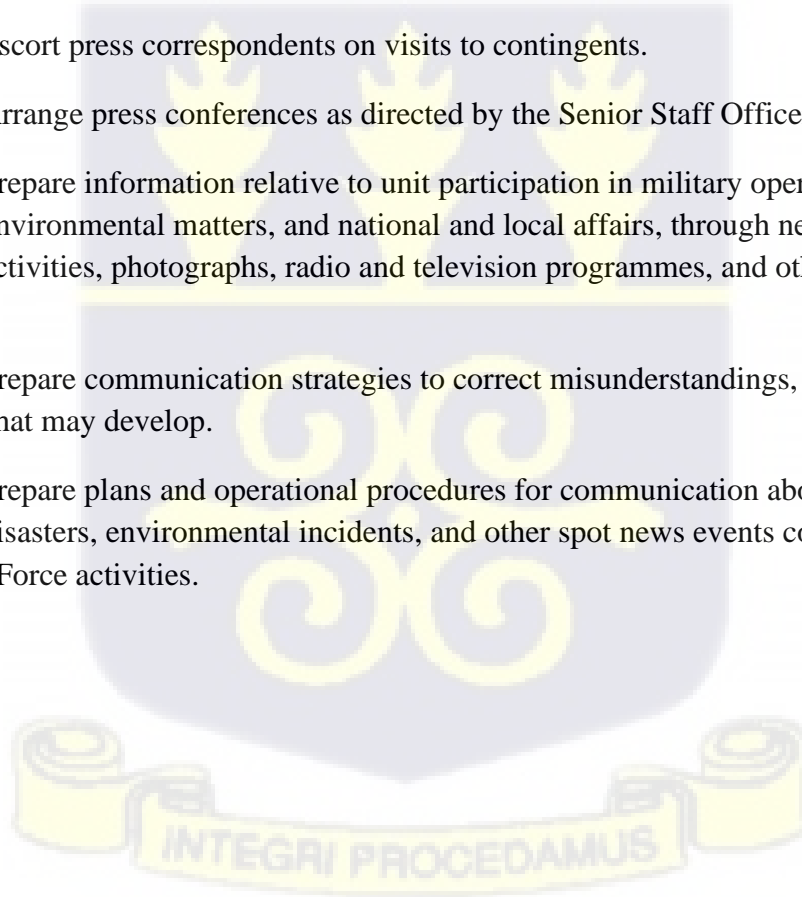 scort press correspondents on visits to contingents.
rrange press conferences as directed by the Senior Staff Office
repare information relative to unit participation in military oper
nvironmental matters, and national and local affairs, through ne
ctivities, photographs, radio and television programmes, and ot
repare communication strategies to correct misunderstandings,
hat may develop.
repare plans and operational procedures for communication abo
isasters, environmental incidents, and other spot news events co
Force activities.
INTEGRI PROCEDAMUS